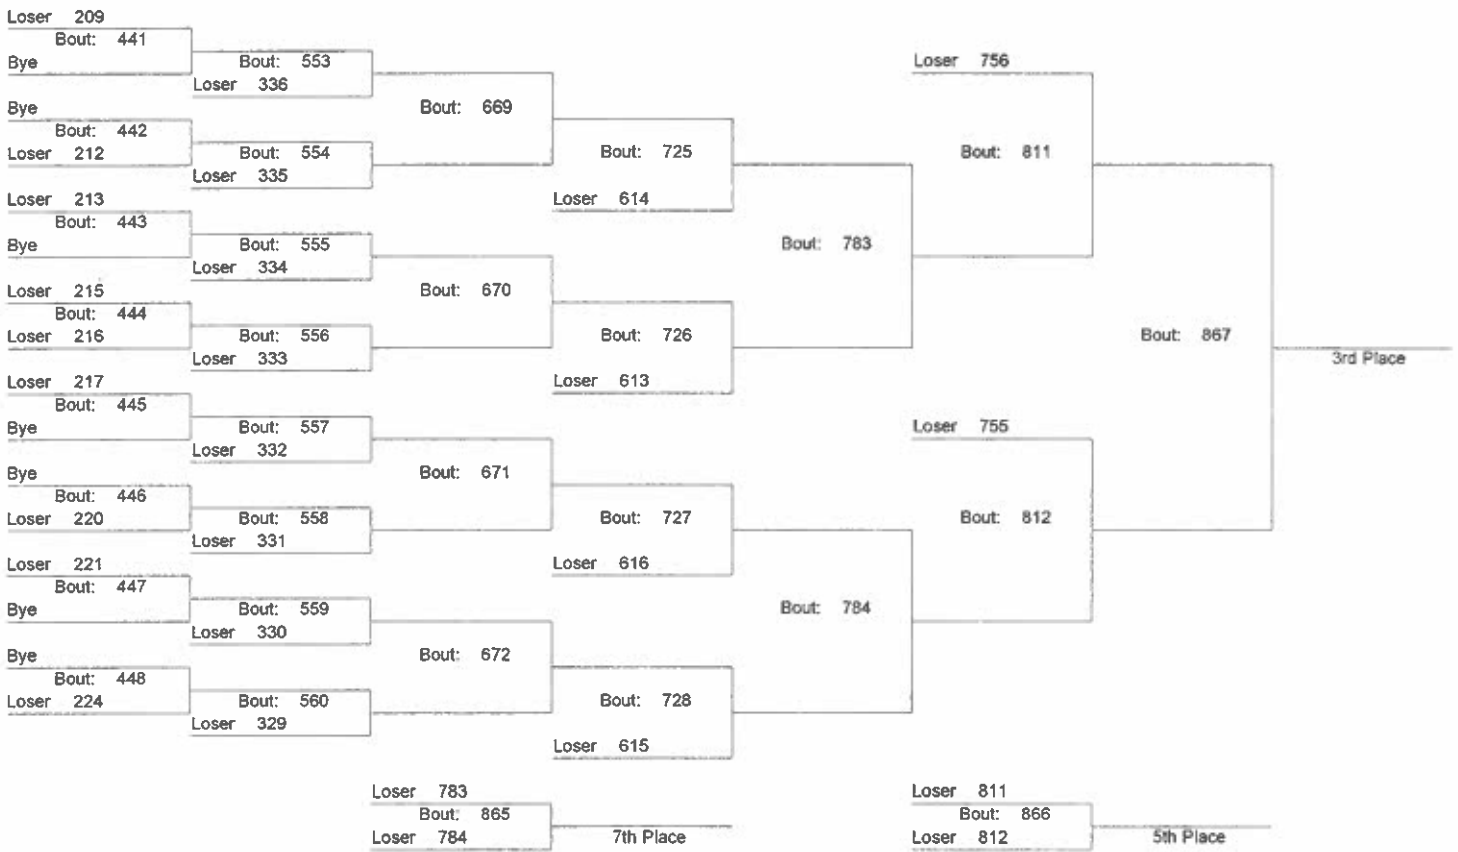 Loser 209
Bout: 441
Bye
Bout: 553
Loser 336
Loser 756
Bye
Bout: 669
Bout: 442
Loser 212
Bout: 554
Bout: 725
Bout: 811
Loser 335
Loser 213
Loser 614
Bout: 443
Bye
Bout: 555
Bout: 783
Loser 334
Loser 215
Bout: 670
Bout: 444
Loser 216
Bout: 556
Bout: 726
Bout: 867
Loser 333
3rd Place
Loser 217
Loser 613
Bout: 445
Bye
Bout: 557
Loser 755
Loser 332
Bye
Bout: 671
Bout: 446
Loser 220
Bout: 558
Bout: 727
Bout: 812
Loser 331
Loser 221
Loser 616
Bout: 447
Bye
Bout: 559
Bout: 784
Loser 330
Bye
Bout: 672
Bout: 448
Loser 224
Bout: 560
Bout: 728
Loser 329
Loser 615
Loser 783
Bout: 865
Loser 784
7th Place
Loser 811
Bout: 866
Loser 812
5th Place